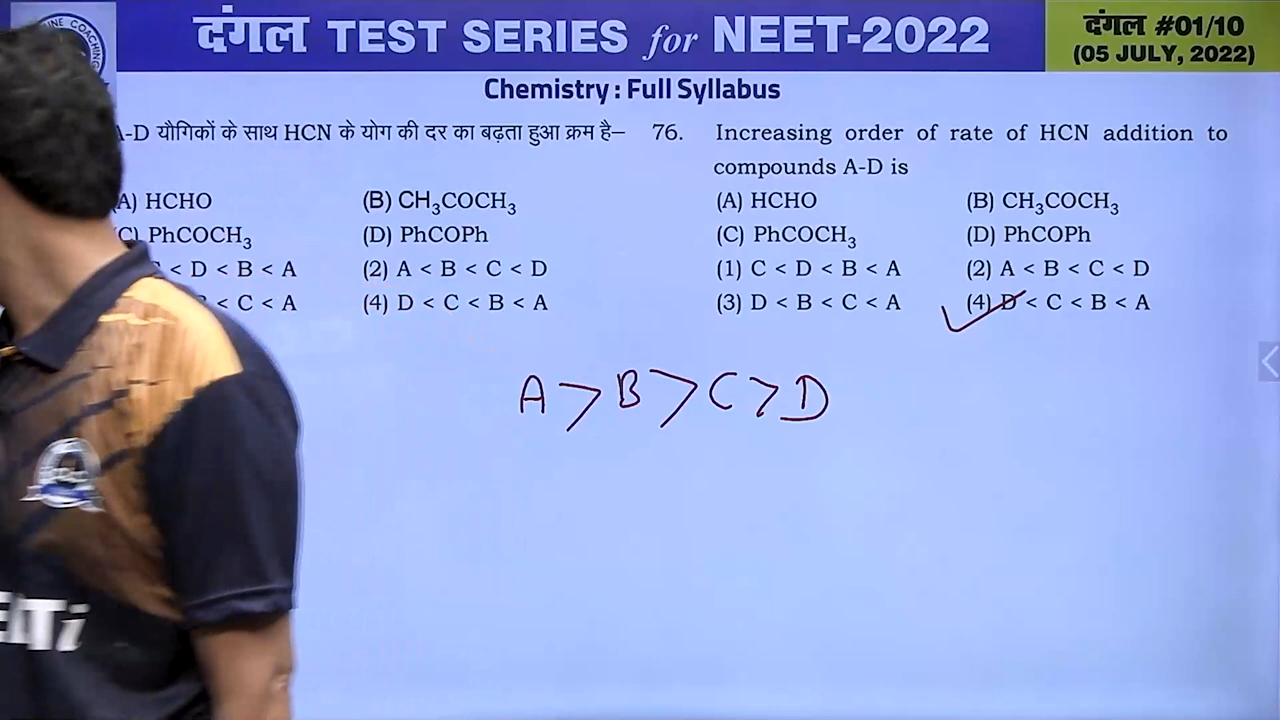 दंगल TEST SERIES for NEET-2022
दंगल #01/10
(05 JULY, 2022)
Chemistry : Full Syllabus
A-D यौगिकों के साथ HCN के योग की दर का बढ़ता हुआ क्रम है–
(A) HCHO (B) CH₃COCH₃
(C) PhCOCH₃ (D) PhCOPh
< D < B < A (2) A < B < C < D
< C < A (4) D < C < B < A
76. Increasing order of rate of HCN addition to
compounds A-D is
(A) HCHO (B) CH₃COCH₃
(C) PhCOCH₃ (D) PhCOPh
(1) C < D < B < A (2) A < B < C < D
(3) D < B < C < A (4) D < C < B < A
A > B > C > D